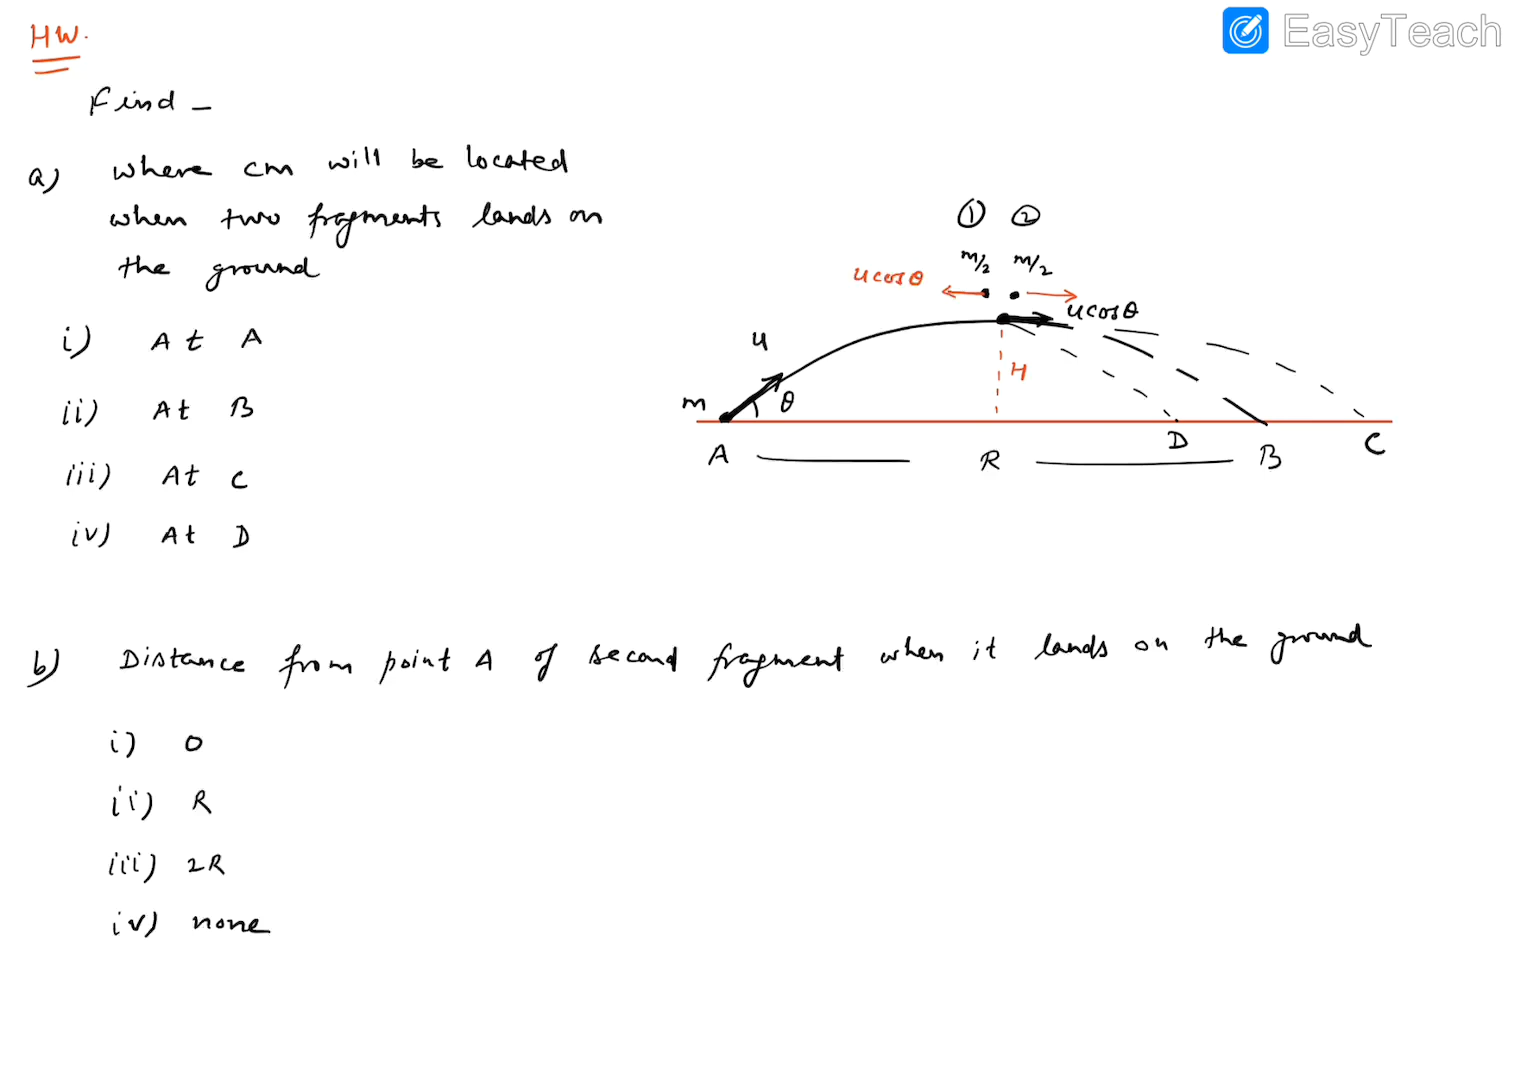 HW.
EasyTeach
Find -
a) where cm will be located
when two fragments lands on
the ground
i) At A
ii) At B
iii) At C
iv) At D
① ②
m/2 m/2
ucosθ
ucosθ
u
H
m θ
A R D B C
b) Distance from point A of second fragment when it lands on the ground
i) 0
ii) R
iii) 2R
iv) none